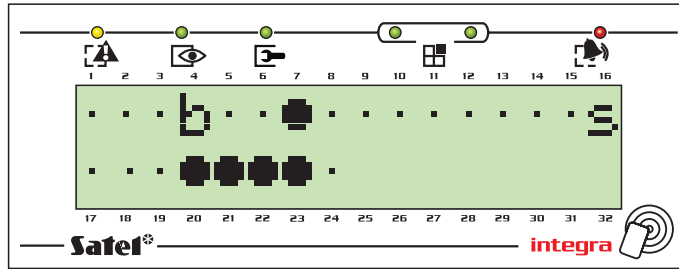 1 2 3 4 5 6 7 8 9 10 11 12 13 14 15 16
· · · b · · ● · · · · · · · · s
· · · ● ● ● ● ·
17 18 19 20 21 22 23 24 25 26 27 28 29 30 31 32
Satel integra